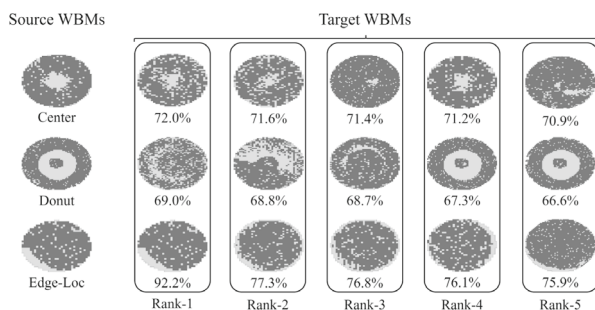 Source WBMs
Target WBMs
Center
72.0%
71.6%
71.4%
71.2%
70.9%
Donut
69.0%
68.8%
68.7%
67.3%
66.6%
Edge-Loc
92.2%
77.3%
76.8%
76.1%
75.9%
Rank-1
Rank-2
Rank-3
Rank-4
Rank-5